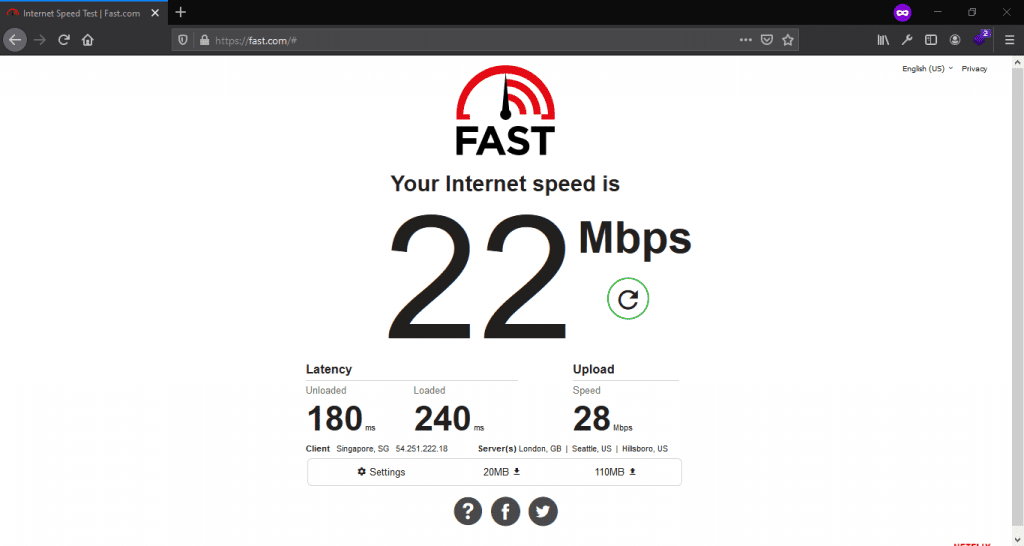 Internet Speed Test | Fast.com
https://fast.com/#
2
English (US) Privacy
FAST
Your Internet speed is
22 Mbps
Latency Upload
Unloaded Loaded Speed
180 ms 240 ms 28 Mbps
Client Singapore, SG 54.251.222.18 Server(s) London, GB | Seattle, US | Hillsboro, US
Settings 20MB 110MB
?
NETFLIX